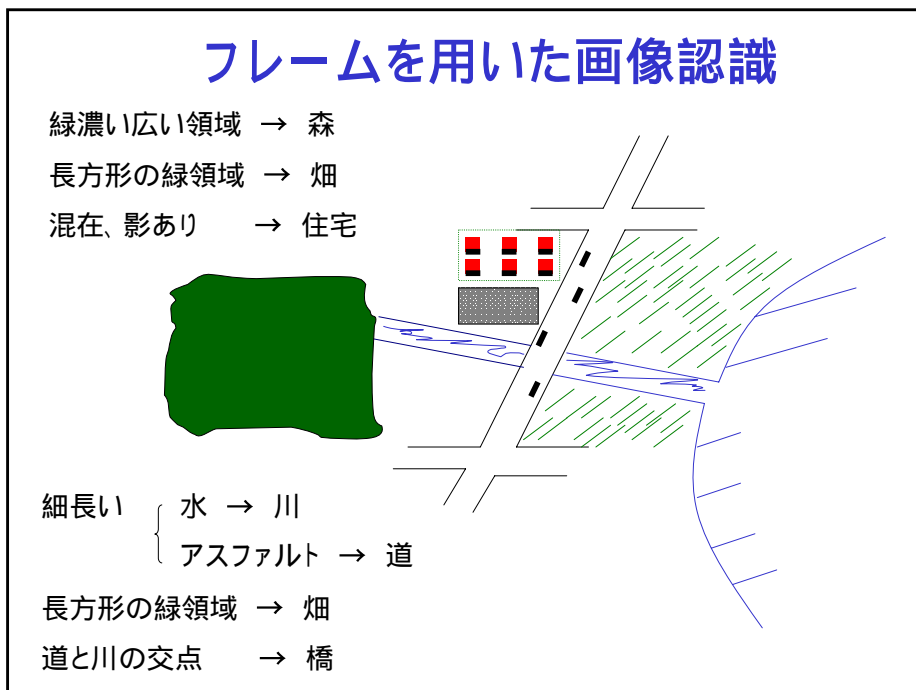 フレームを用いた画像認識
緑濃い広い領域 → 森
長方形の緑領域 → 畑
混在、影あり → 住宅
細長い { 水 → 川
アスファルト → 道
長方形の緑領域 → 畑
道と川の交点 → 橋